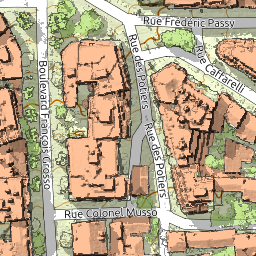 Rue Frédéric Passy
Rue des Potiers
Rue Caffarelli
Boulevard François Grosso
Rue des Potiers
Rue Colonel Musso